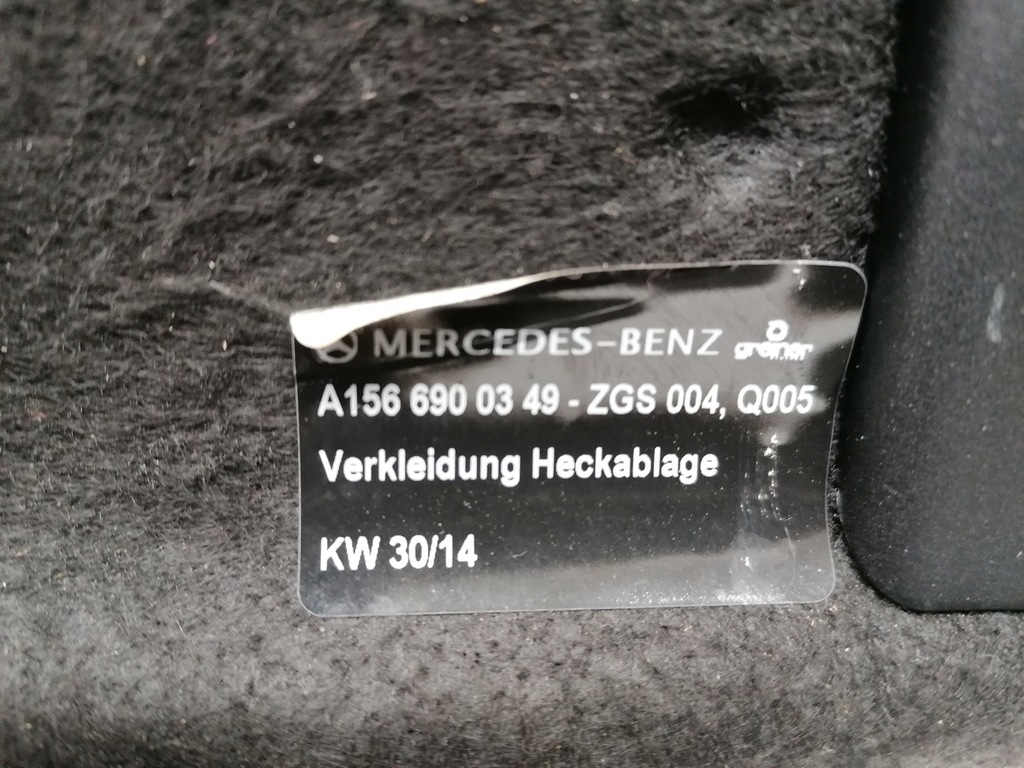 MERCEDES-BENZ greiner
A156 690 03 49 - ZGS 004, Q005
Verkleidung Heckablage
KW 30/14